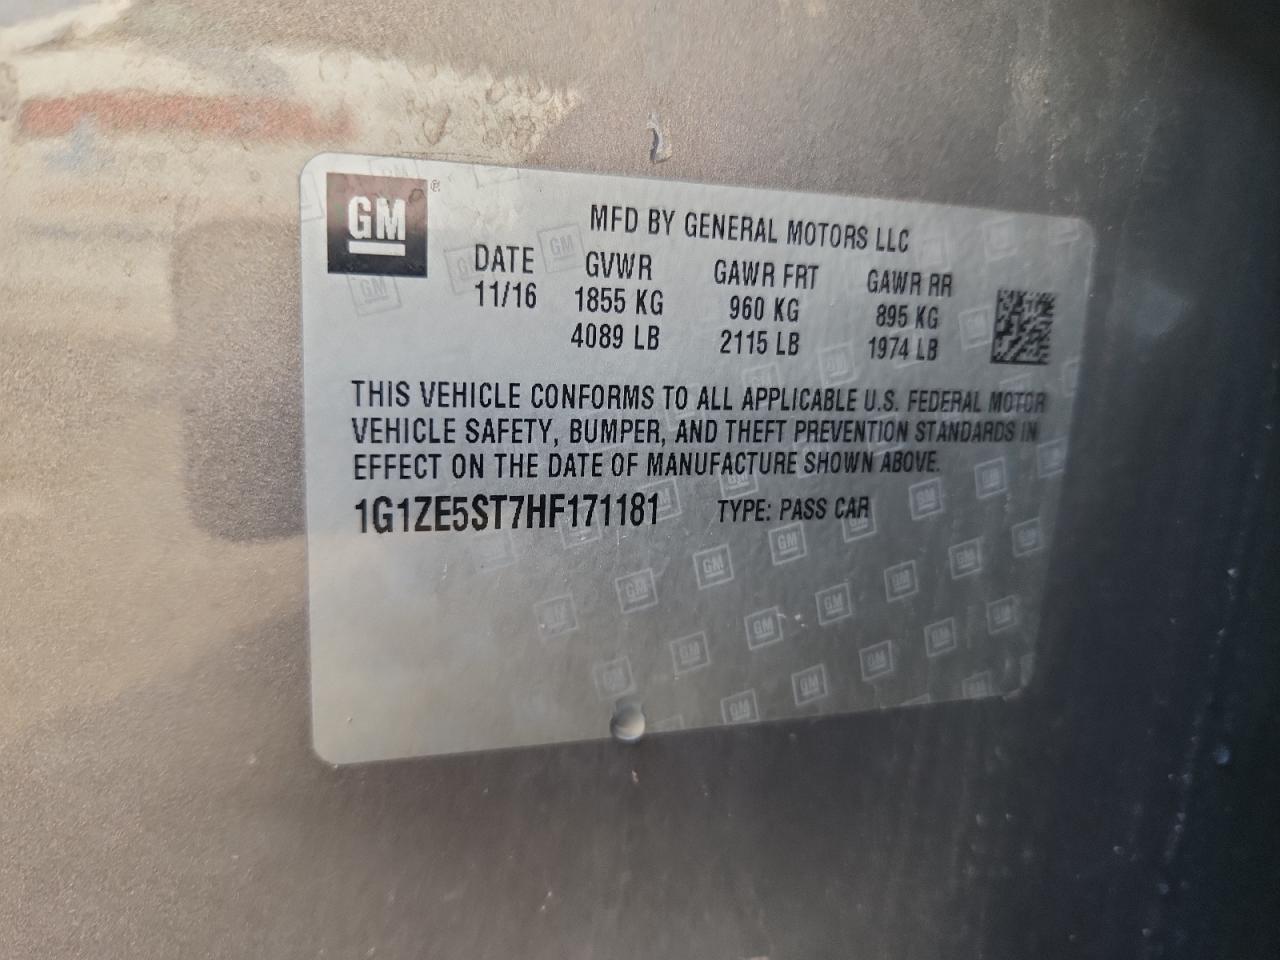 GM ®
MFD BY GENERAL MOTORS LLC
DATE GVWR GAWR FRT GAWR RR
11/16 1855 KG 960 KG 895 KG
4089 LB 2115 LB 1974 LB
THIS VEHICLE CONFORMS TO ALL APPLICABLE U.S. FEDERAL MOTOR
VEHICLE SAFETY, BUMPER, AND THEFT PREVENTION STANDARDS IN
EFFECT ON THE DATE OF MANUFACTURE SHOWN ABOVE.
1G1ZE5ST7HF171181 TYPE: PASS CAR